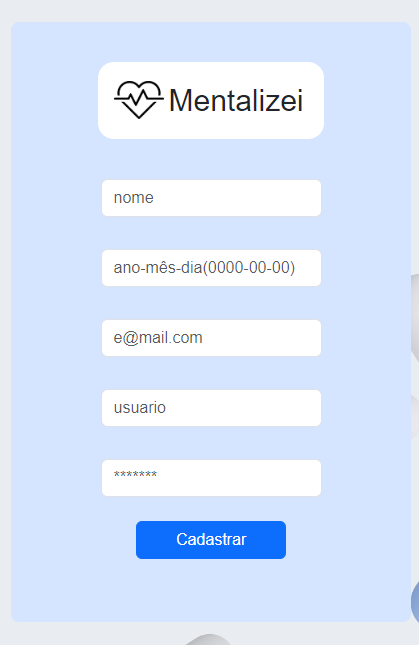 Mentalizei
nome
ano-mês-dia(0000-00-00)
e@mail.com
usuario
*******
Cadastrar